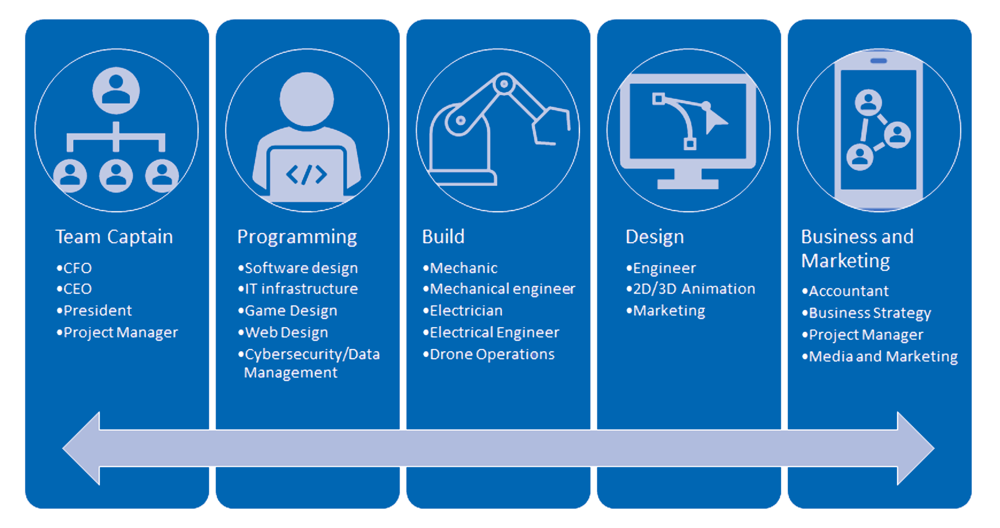 Team Captain
•CFO
•CEO
•President
•Project Manager
Programming
•Software design
•IT infrastructure
•Game Design
•Web Design
•Cybersecurity/Data
Management
Build
•Mechanic
•Mechanical engineer
•Electrician
•Electrical Engineer
•Drone Operations
Design
•Engineer
•2D/3D Animation
•Marketing
Business and
Marketing
•Accountant
•Business Strategy
•Project Manager
•Media and Marketing